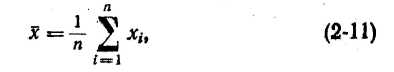 x̄ = 1/n ∑_{i=1}^{n} x_i, (2-11)